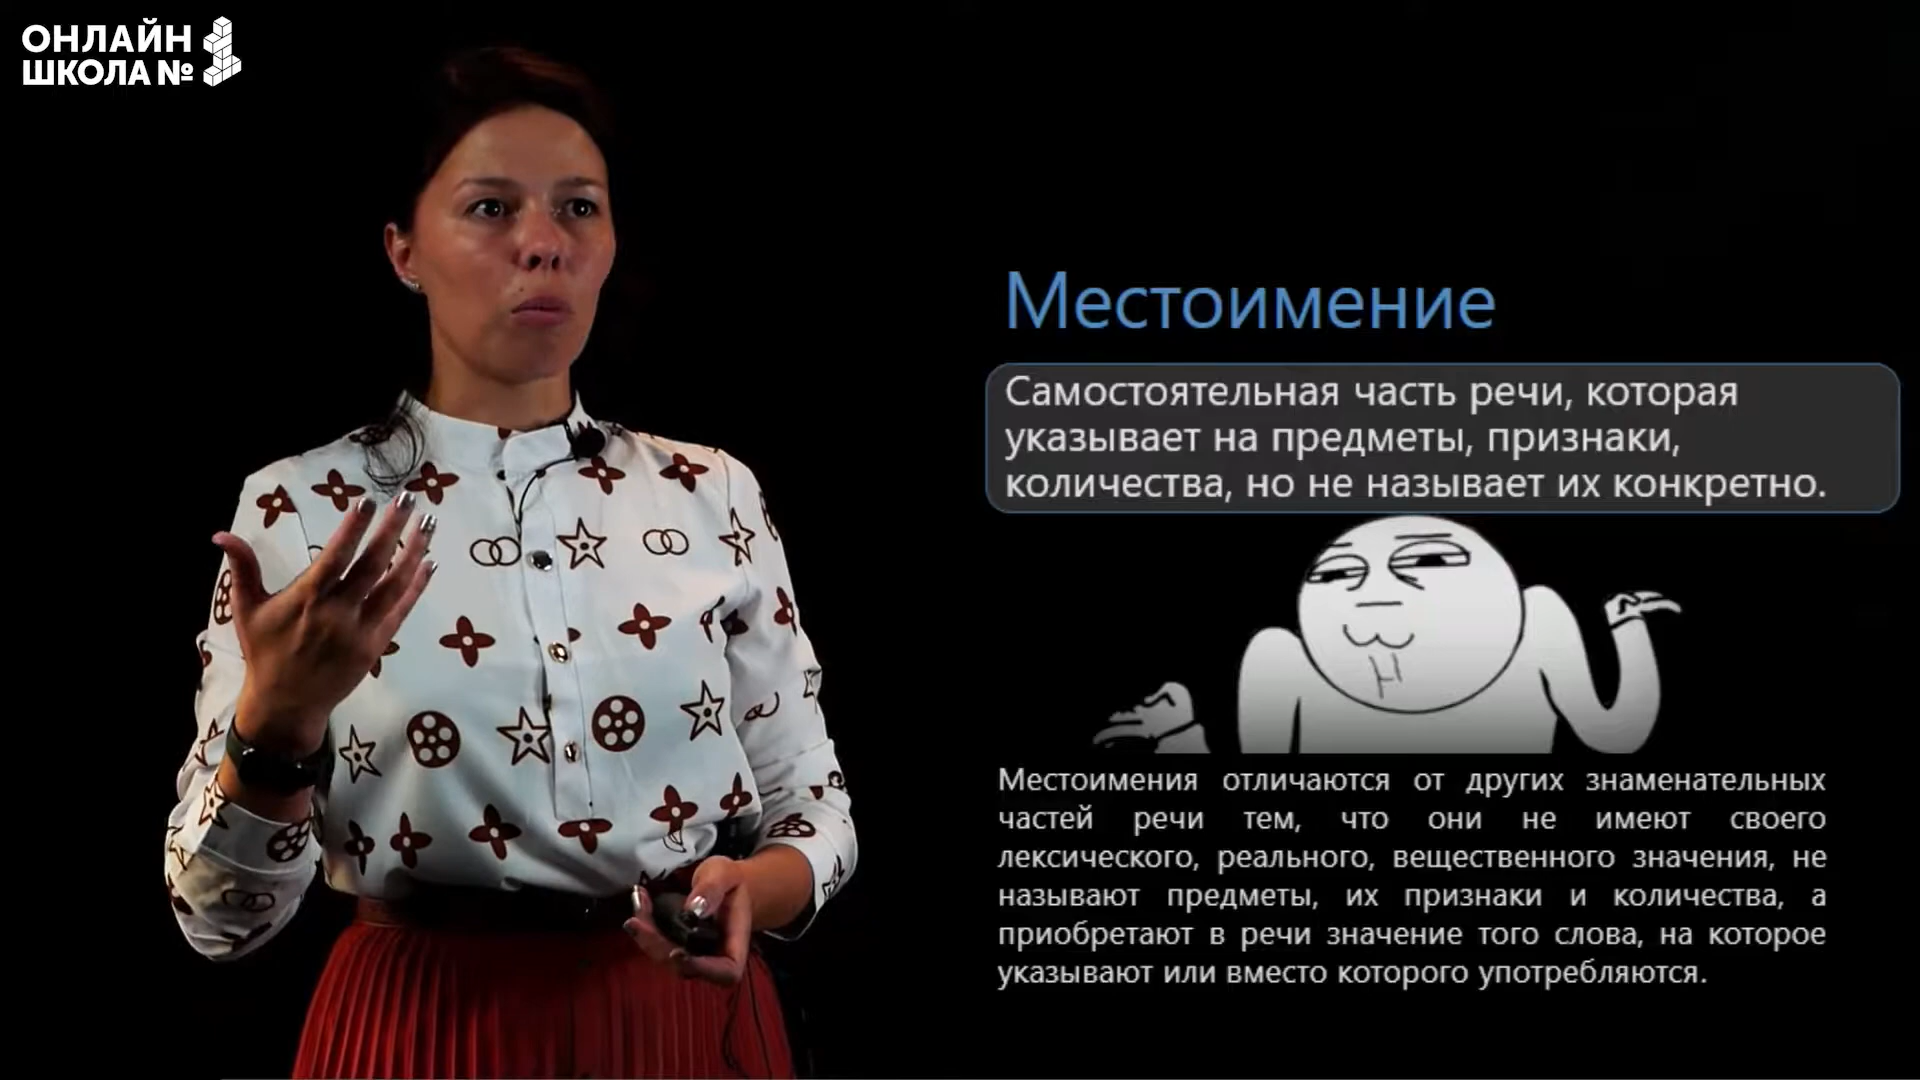 ОНЛАЙН
ШКОЛА №
Местоимение
Самостоятельная часть речи, которая
указывает на предметы, признаки,
количества, но не называет их конкретно.
Местоимения отличаются от других знаменательных
частей речи тем, что они не имеют своего
лексического, реального, вещественного значения, не
называют предметы, их признаки и количества, а
приобретают в речи значение того слова, на которое
указывают или вместо которого употребляются.